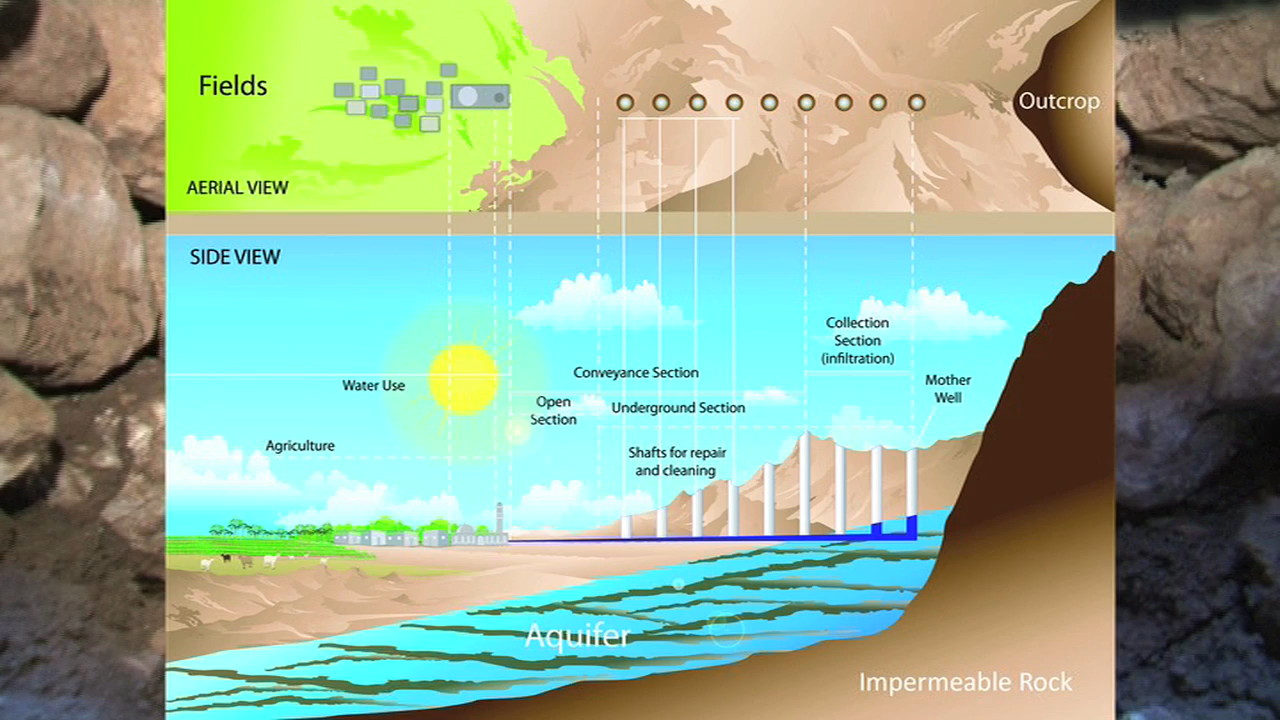 Fields
Outcrop
AERIAL VIEW
SIDE VIEW
Collection
Section
(infiltration)
Conveyance Section
Water Use
Mother
Well
Open
Section
Underground Section
Agriculture
Shafts for repair
and cleaning
Aquifer
Impermeable Rock